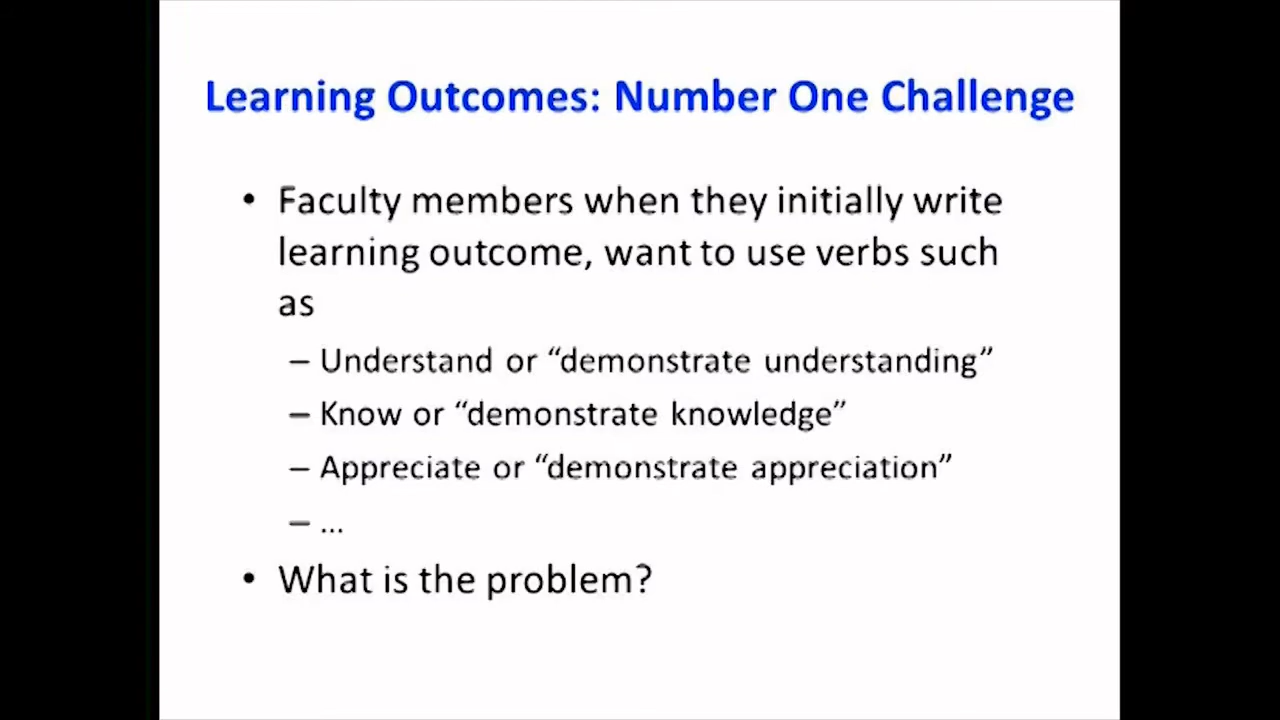 Learning Outcomes: Number One Challenge
• Faculty members when they initially write
learning outcome, want to use verbs such
as
– Understand or “demonstrate understanding”
– Know or “demonstrate knowledge”
– Appreciate or “demonstrate appreciation”
– ...
• What is the problem?